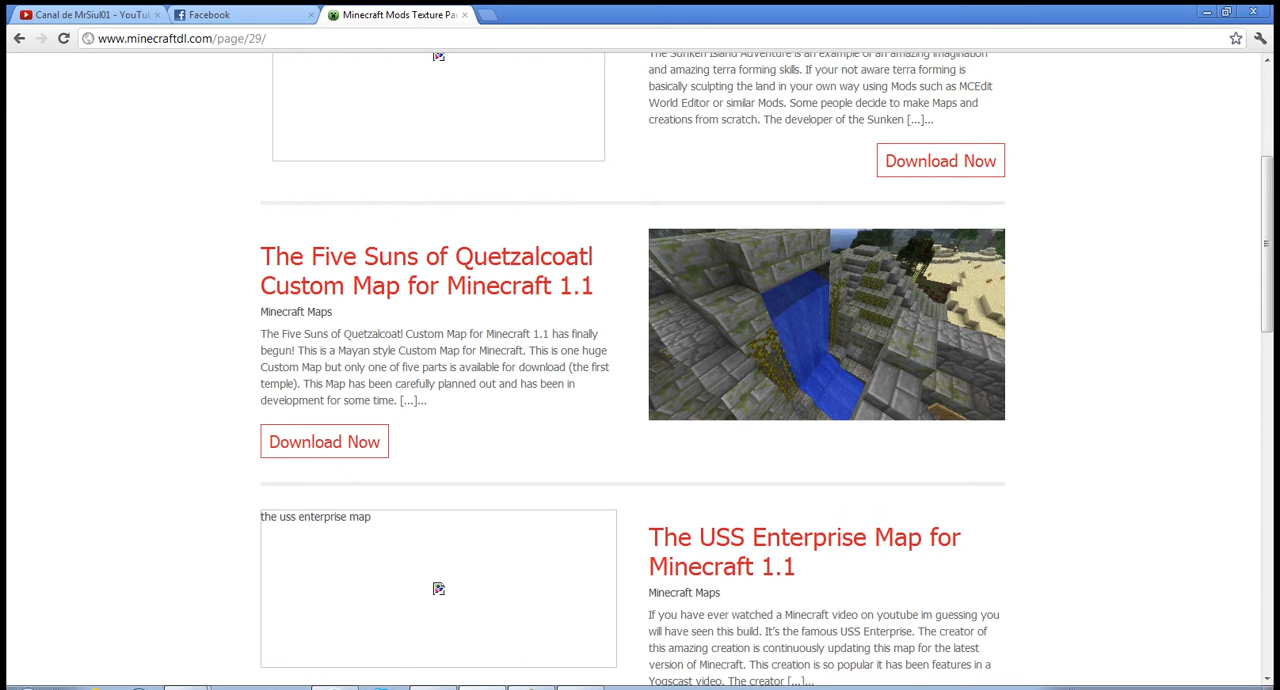 Canal de MrSiul01 - YouTu
Facebook
Minecraft Mods Texture Pa
www.minecraftdl.com/page/29/
The Sunken Island Adventure is an example of an amazing imagination
and amazing terra forming skills. If your not aware terra forming is
basically sculpting the land in your own way using Mods such as MCEdit
World Editor or similar Mods. Some people decide to make Maps and
creations from scratch. The developer of the Sunken [...]...
Download Now
The Five Suns of Quetzalcoatl
Custom Map for Minecraft 1.1
Minecraft Maps
The Five Suns of Quetzalcoatl Custom Map for Minecraft 1.1 has finally
begun! This is a Mayan style Custom Map for Minecraft. This is one huge
Custom Map but only one of five parts is available for download (the first
temple). This Map has been carefully planned out and has been in
development for some time. [...]...
Download Now
the uss enterprise map
The USS Enterprise Map for
Minecraft 1.1
Minecraft Maps
If you have ever watched a Minecraft video on youtube im guessing you
will have seen this build. It's the famous USS Enterprise. The creator of
this amazing creation is continuously updating this map for the latest
version of Minecraft. This creation is so popular it has been features in a
Yogscast video. The creator [...]...